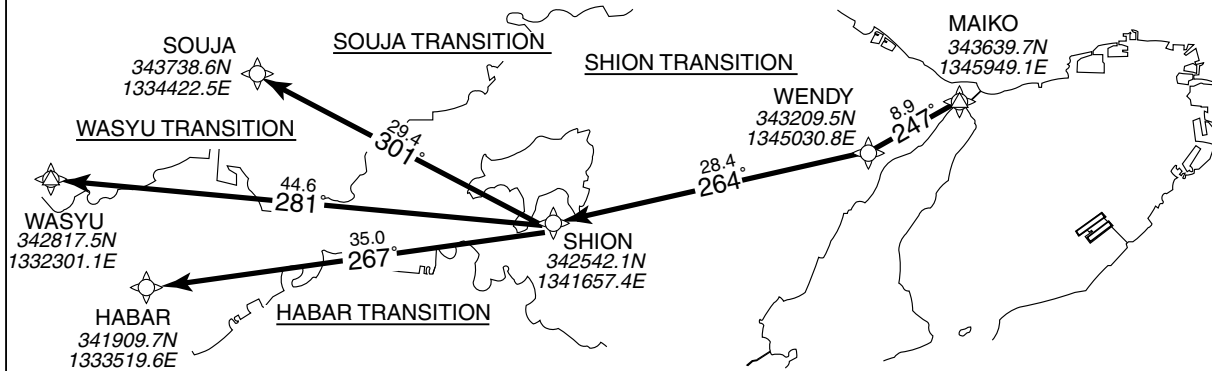 MAIKO
343639.7N
1345949.1E
SOUJA
343738.6N
1334422.5E
SOUJA TRANSITION
SHION TRANSITION
WENDY
343209.5N
1345030.8E
8.9
247°
WASYU TRANSITION
29.4
301°
28.4
264°
44.6
281°
WASYU
342817.5N
1332301.1E
SHION
342542.1N
1341657.4E
35.0
267°
HABAR TRANSITION
HABAR
341909.7N
1333519.6E